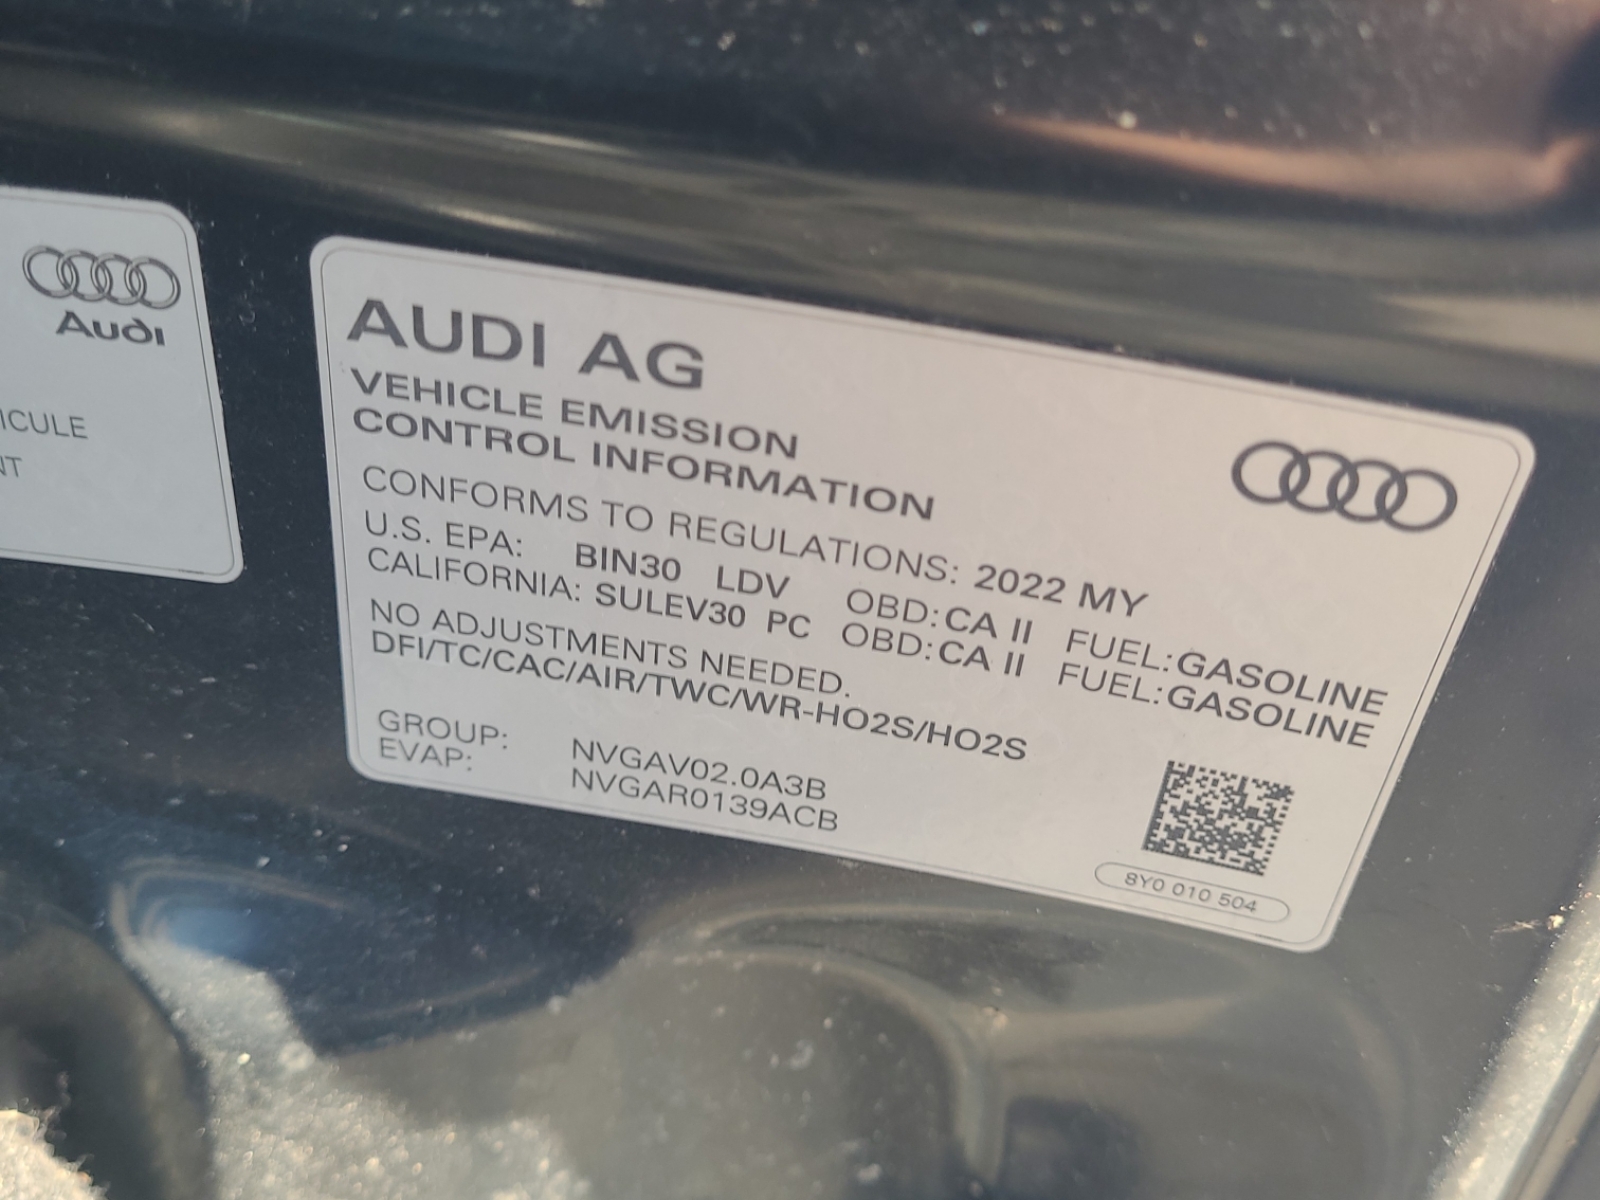 Audi
ICULE
NT
AUDI AG
VEHICLE EMISSION
CONTROL INFORMATION
CONFORMS TO REGULATIONS: 2022 MY
U.S. EPA: BIN30 LDV OBD: CA II FUEL: GASOLINE
CALIFORNIA: SULEV30 PC OBD: CA II FUEL: GASOLINE
NO ADJUSTMENTS NEEDED.
DFI/TC/CAC/AIR/TWC/WR-HO2S/HO2S
GROUP: NVGAV02.0A3B
EVAP: NVGAR0139ACB
8Y0 010 504